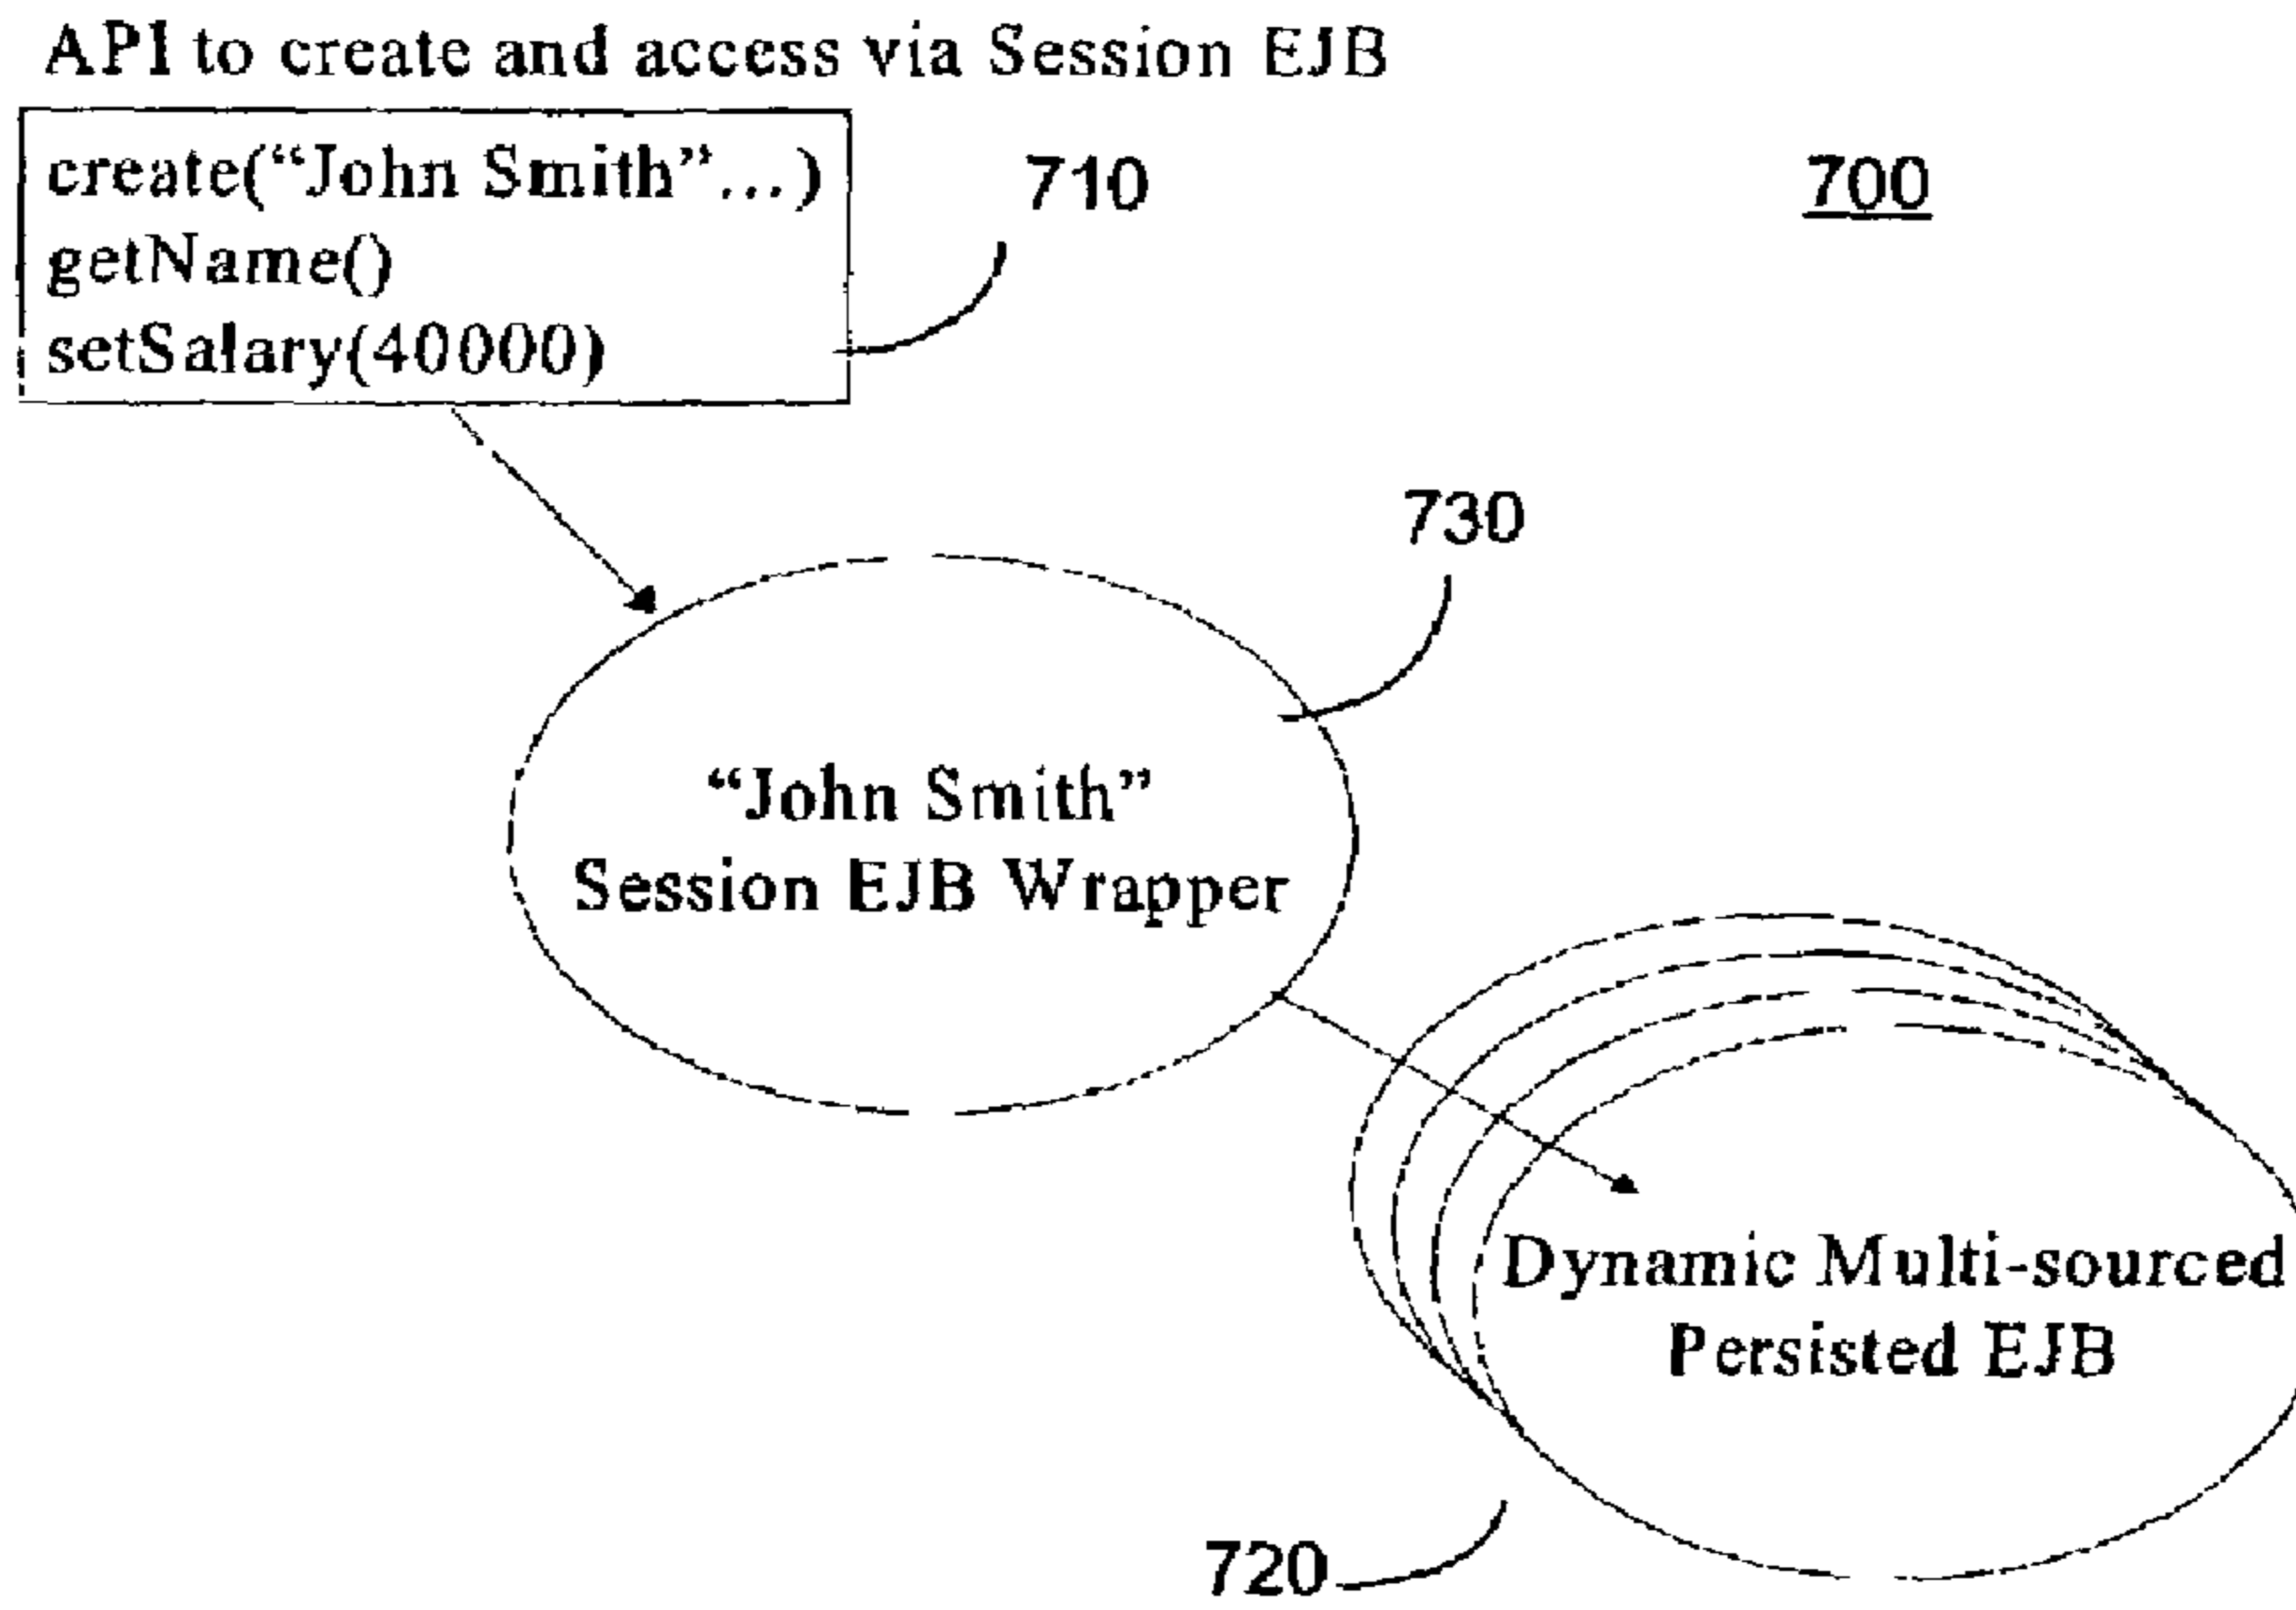 API to create and access via Session EJB
create(“John Smith”...)
getName()
setSalary(40000)
710
700
730
“John Smith”
Session EJB Wrapper
Dynamic Multi-sourced
Persisted EJB
720